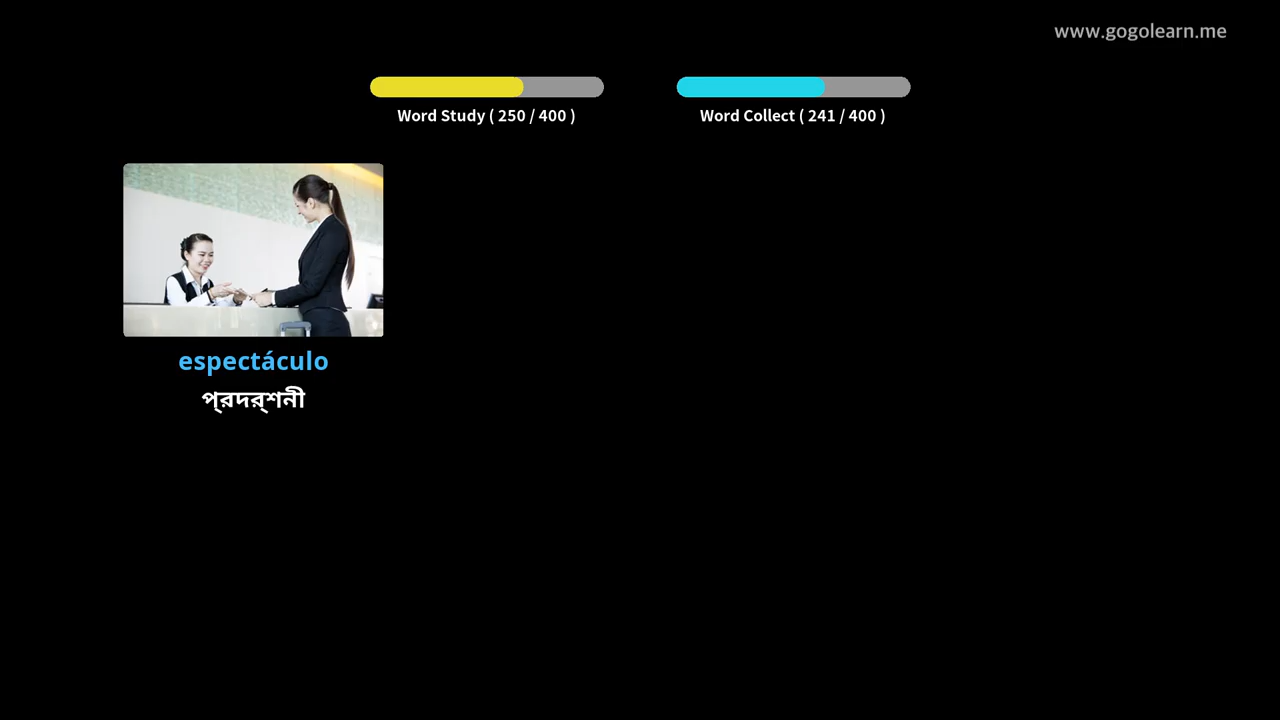 www.gogolearn.me
Word Study ( 250 / 400 )
Word Collect ( 241 / 400 )
espectáculo
প্রদর্শনী